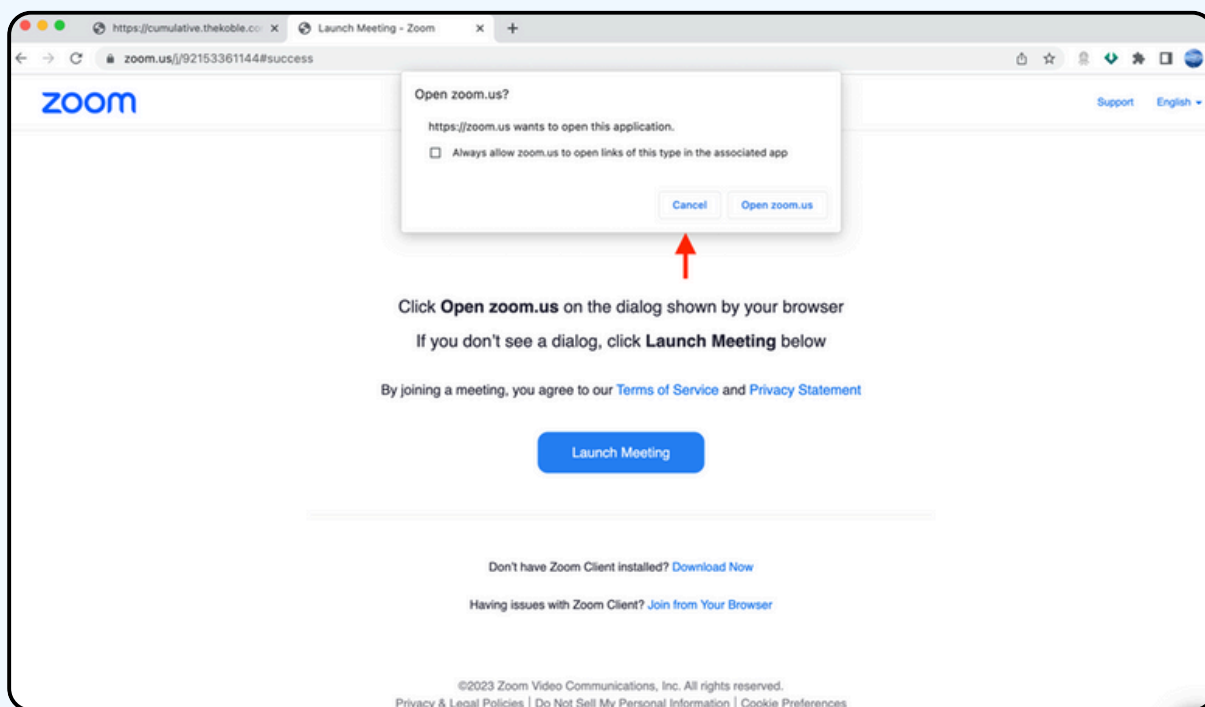 https://cumulative.thekoble.co
Launch Meeting - Zoom
zoom.us/j/92153361144#success
zoom
Support English
Open zoom.us?
https://zoom.us wants to open this application.
Always allow zoom.us to open links of this type in the associated app
Cancel Open zoom.us
Click Open zoom.us on the dialog shown by your browser
If you don't see a dialog, click Launch Meeting below
By joining a meeting, you agree to our Terms of Service and Privacy Statement
Launch Meeting
Don't have Zoom Client installed? Download Now
Having issues with Zoom Client? Join from Your Browser
©2023 Zoom Video Communications, Inc. All rights reserved.
Privacy & Legal Policies | Do Not Sell My Personal Information | Cookie Preferences